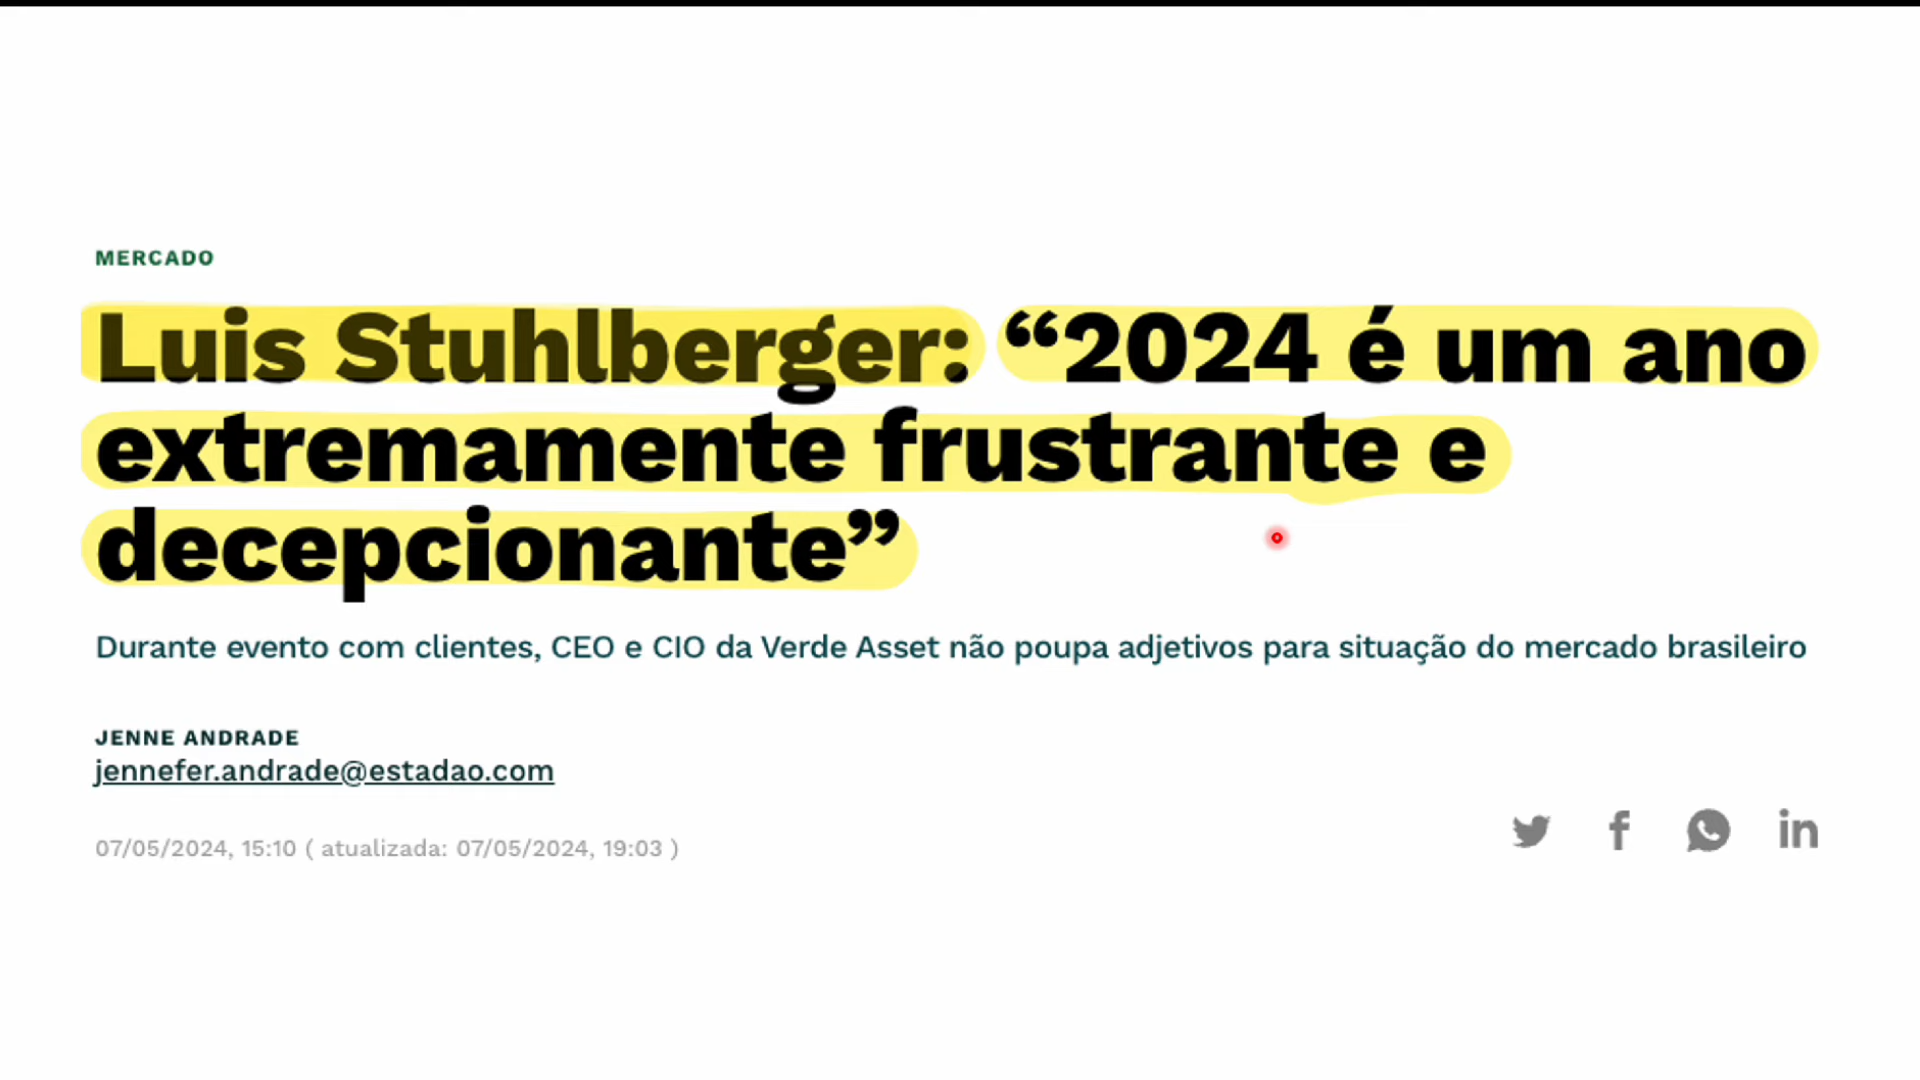 MERCADO
Luis Stuhlberger: “2024 é um ano
extremamente frustrante e
decepcionante”
Durante evento com clientes, CEO e CIO da Verde Asset não poupa adjetivos para situação do mercado brasileiro
JENNE ANDRADE
jennefer.andrade@estadao.com
07/05/2024, 15:10 ( atualizada: 07/05/2024, 19:03 )